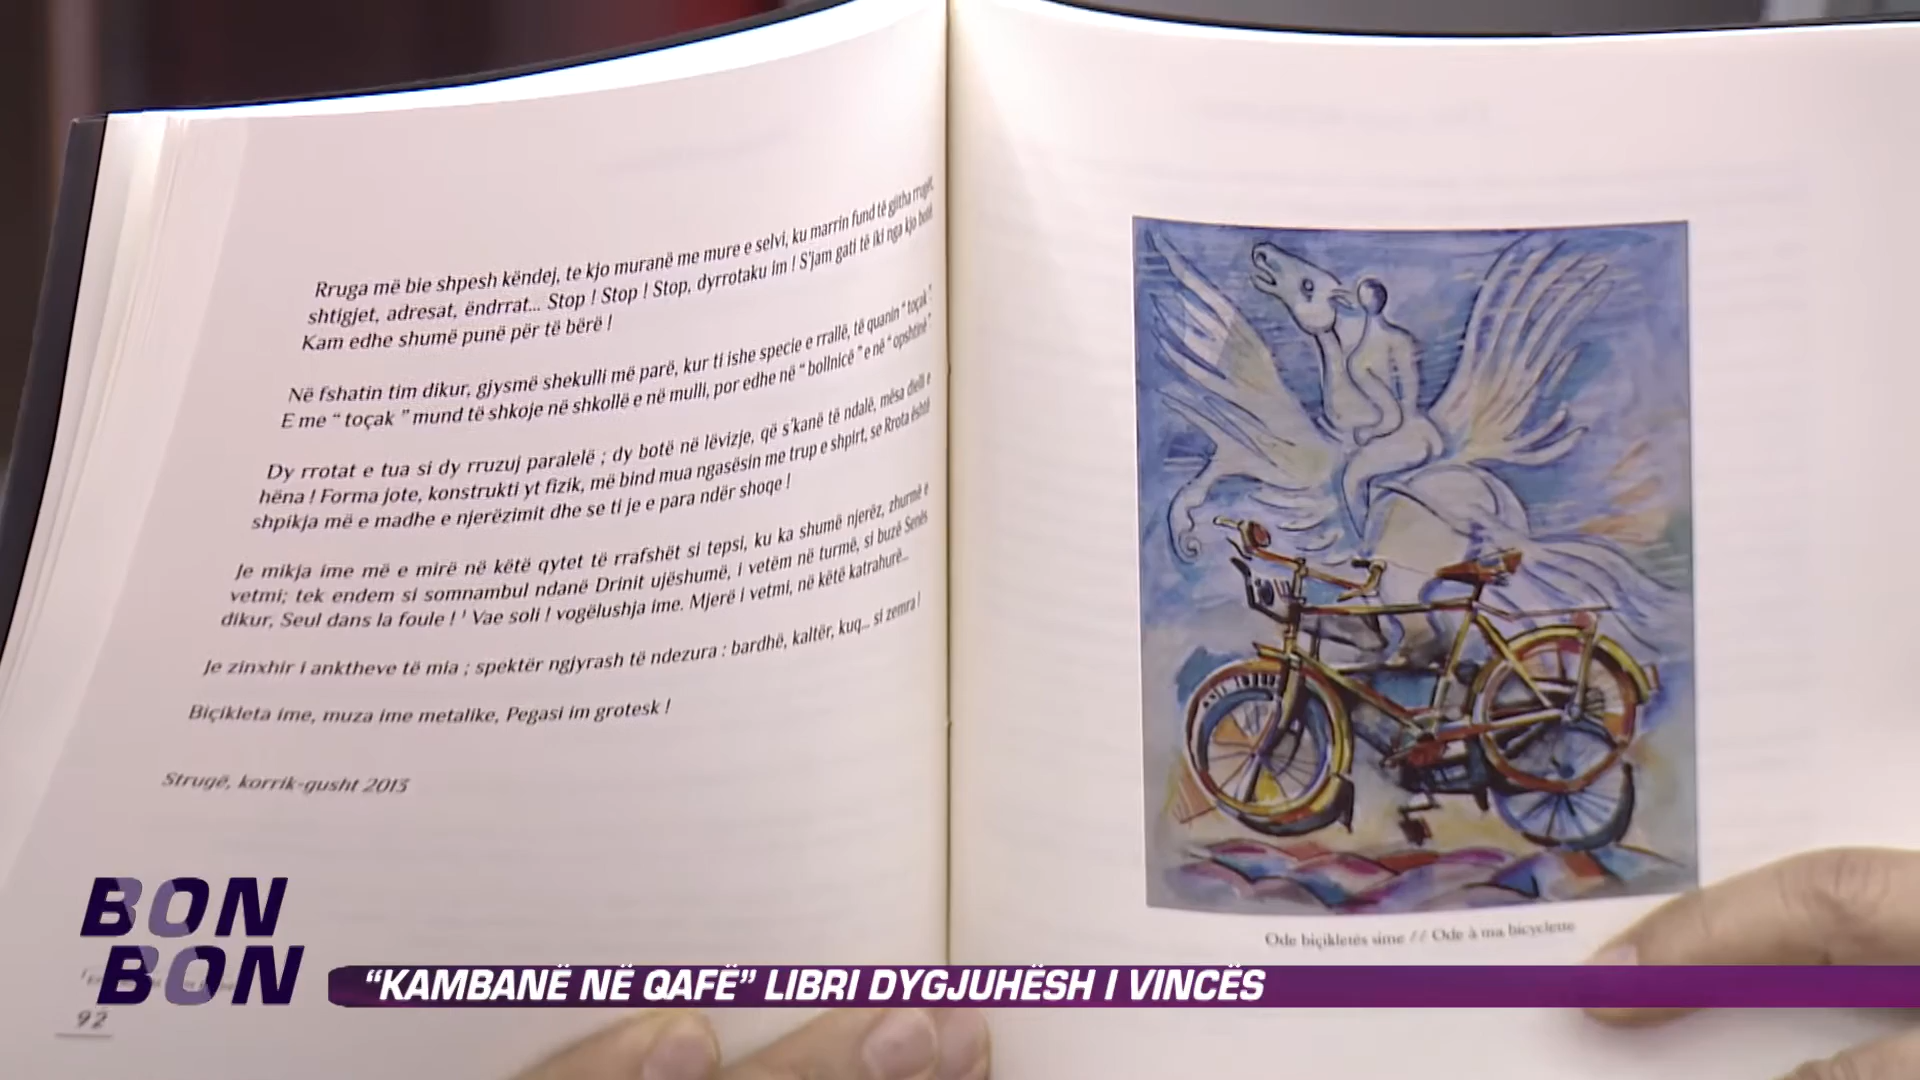 Rruga më bie shpesh këndej, te kjo muranë me mure e selvi, ku marrin fund të gjitha rrugët,
shtigjet, adresat, ëndrrat... Stop ! Stop ! Stop, dyrrotaku im ! S'jam gati të iki nga kjo botë
Kam edhe shumë punë për të bërë !
Në fshatin tim dikur, gjysmë shekulli më parë, kur ti ishe specie e rrallë, të quanin “ toçak ”.
E me “ toçak ” mund të shkoje në shkollë e në mulli, por edhe në “ bollnicë ” e në “ opshtinë ”.
Dy rrotat e tua si dy rruzuj paralelë ; dy botë në lëvizje, që s'kanë të ndalë, mësa dielli e
hëna ! Forma jote, konstrukti yt fizik, më bind mua ngasësin me trup e shpirt, se Rrota është
shpikja më e madhe e njerëzimit dhe se ti je e para ndër shoqe !
Je mikja ime më e mirë në këtë qytet të rrafshët si tepsi, ku ka shumë njerëz, zhurmë e
vetmi; tek endem si somnambul ndanë Drinit ujëshumë, i vetëm në turmë, si buzë Senës
dikur, Seul dans la foule ! ¹ Vae soli ! vogëlushja ime. Mjerë i vetmi, në këtë katrahurë...
Je zinxhir i anktheve të mia ; spektër ngjyrash të ndezura : bardhë, kaltër, kuq... si zemra !
Biçikleta ime, muza ime metalike, Pegasi im grotesk !
Strugë, korrik-gusht 2013
92
Ode biçikletës sime // Ode à ma bicyclette
BON
BON
“KAMBANË NË QAFË” LIBRI DYGJUHËSH I VINCËS